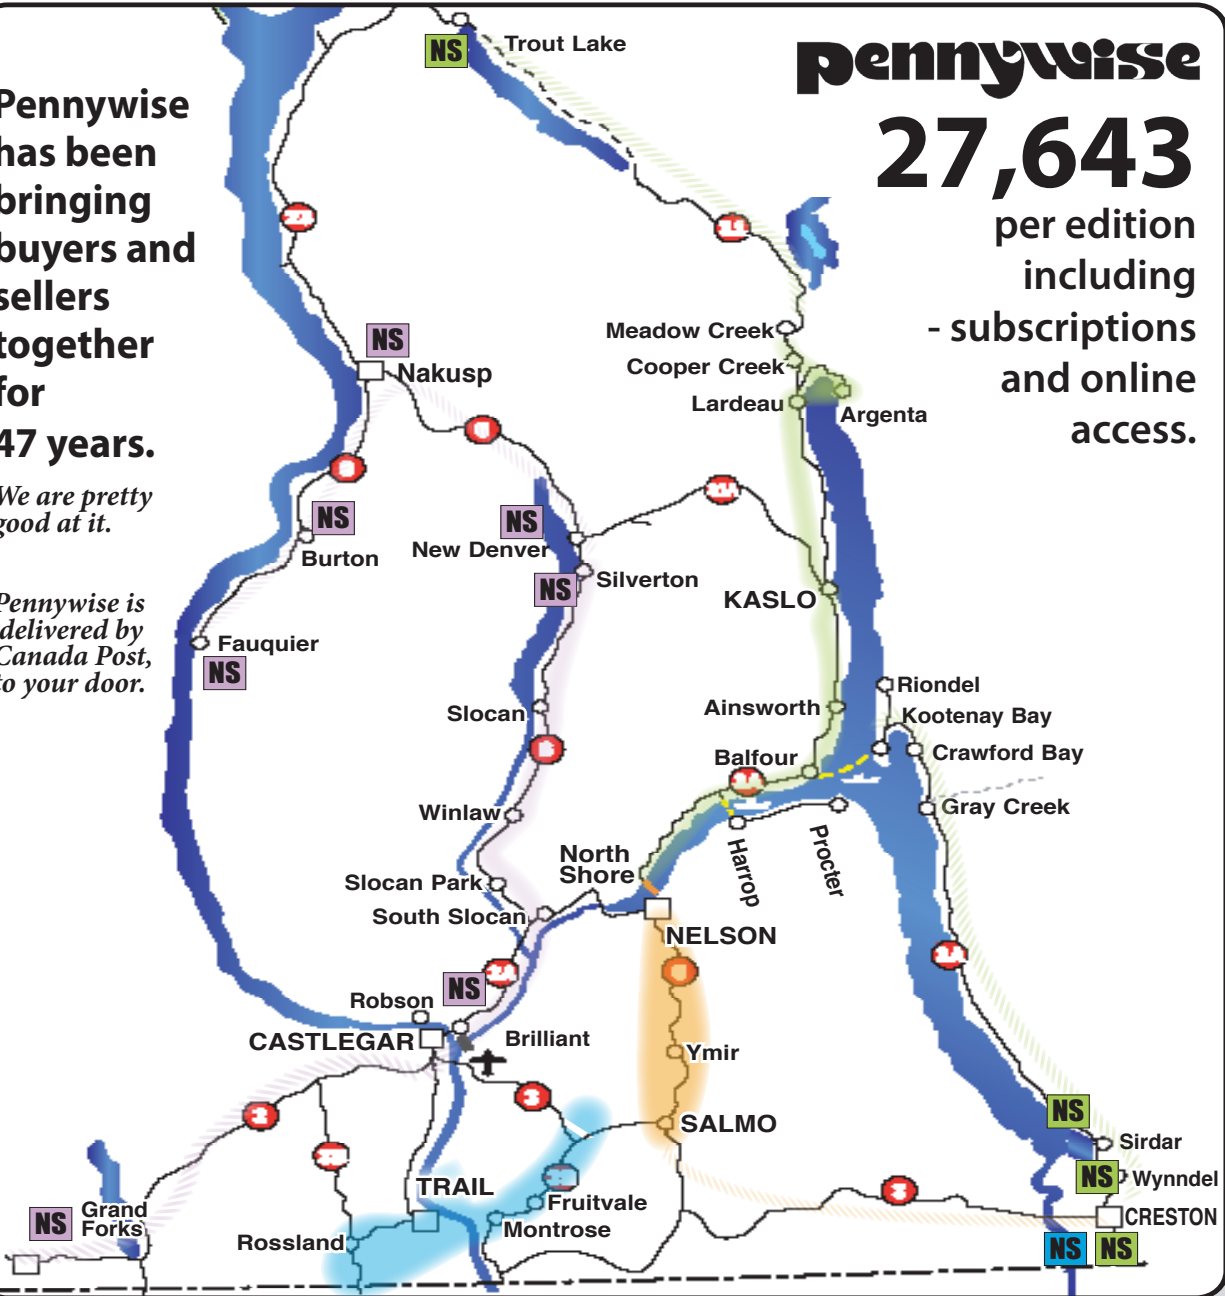 pennywise
27,643
per edition
including
- subscriptions
and online
access.
Pennywise
has been
bringing
buyers and
sellers
together
for
47 years.
We are pretty
good at it.
Pennywise is
delivered by
Canada Post,
to your door.
NS
Trout Lake
Meadow Creek
Cooper Creek
Lardeau
Argenta
NS
Nakusp
NS
Burton
NS
New Denver
NS
Silverton
KASLO
Fauquier
NS
Slocan
Ainsworth
Riondel
Kootenay Bay
Balfour
Crawford Bay
Winlaw
Gray Creek
Harrop
Procter
North
Shore
Slocan Park
South Slocan
NELSON
NS
Robson
CASTLEGAR
Brilliant
Ymir
SALMO
NS
Sirdar
NS
Wynndel
TRAIL
Fruitvale
Montrose
Rossland
NS
Grand
Forks
CRESTON
NS
NS